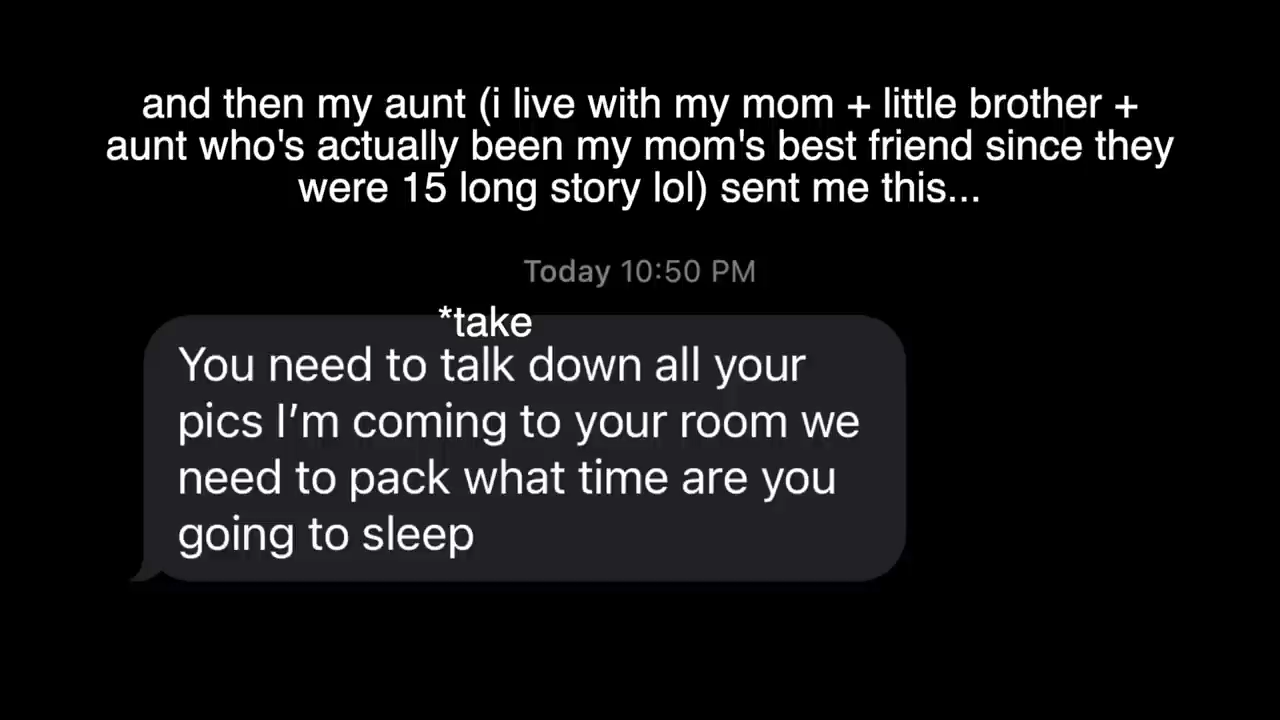 and then my aunt (i live with my mom + little brother +
aunt who's actually been my mom's best friend since they
were 15 long story lol) sent me this...
Today 10:50 PM
*take
You need to talk down all your
pics I’m coming to your room we
need to pack what time are you
going to sleep